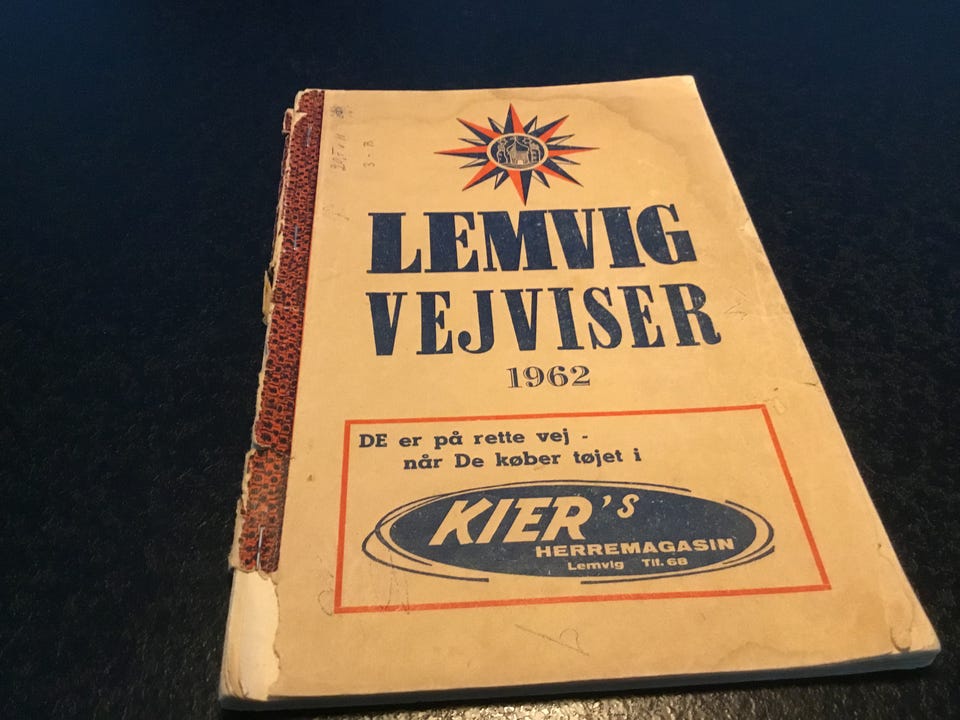 LEMVIG
VEJVISER
1962
DE er på rette vej -
når De køber tøjet i
KIER's
HERREMAGASIN
Lemvig Tlf. 68